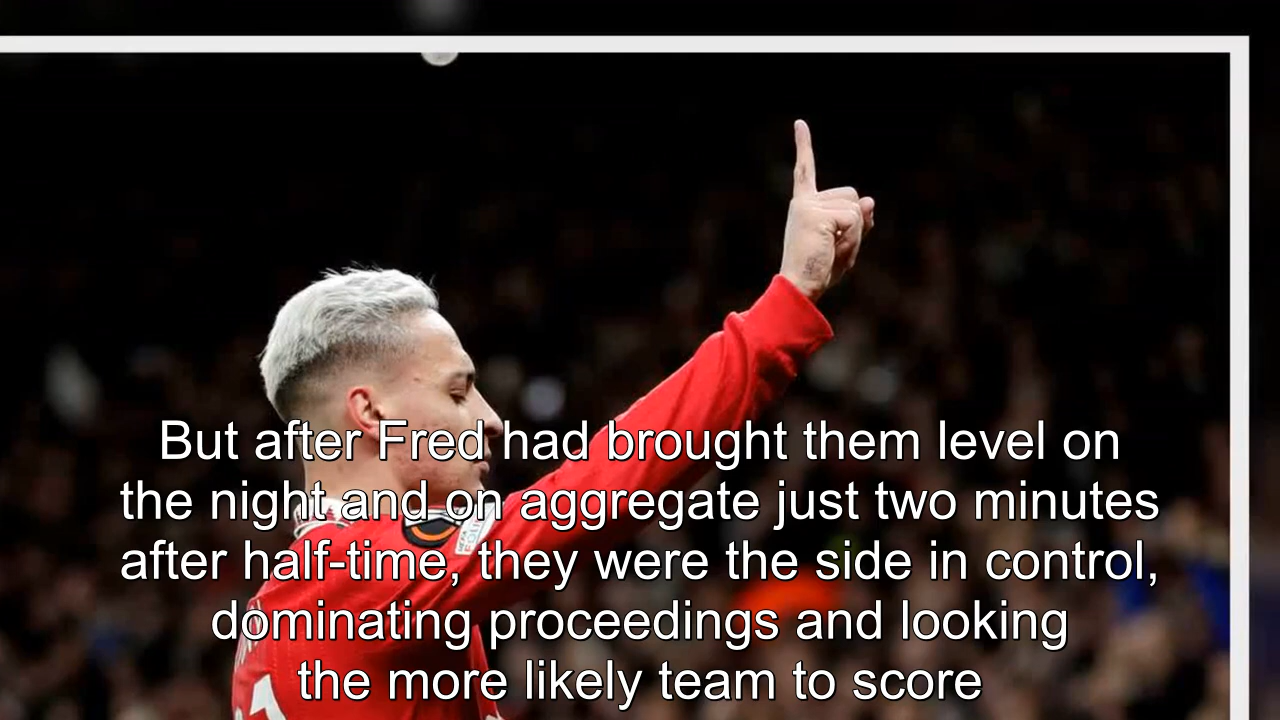 But after Fred had brought them level on
the night and on aggregate just two minutes
after half-time, they were the side in control,
dominating proceedings and looking
the more likely team to score